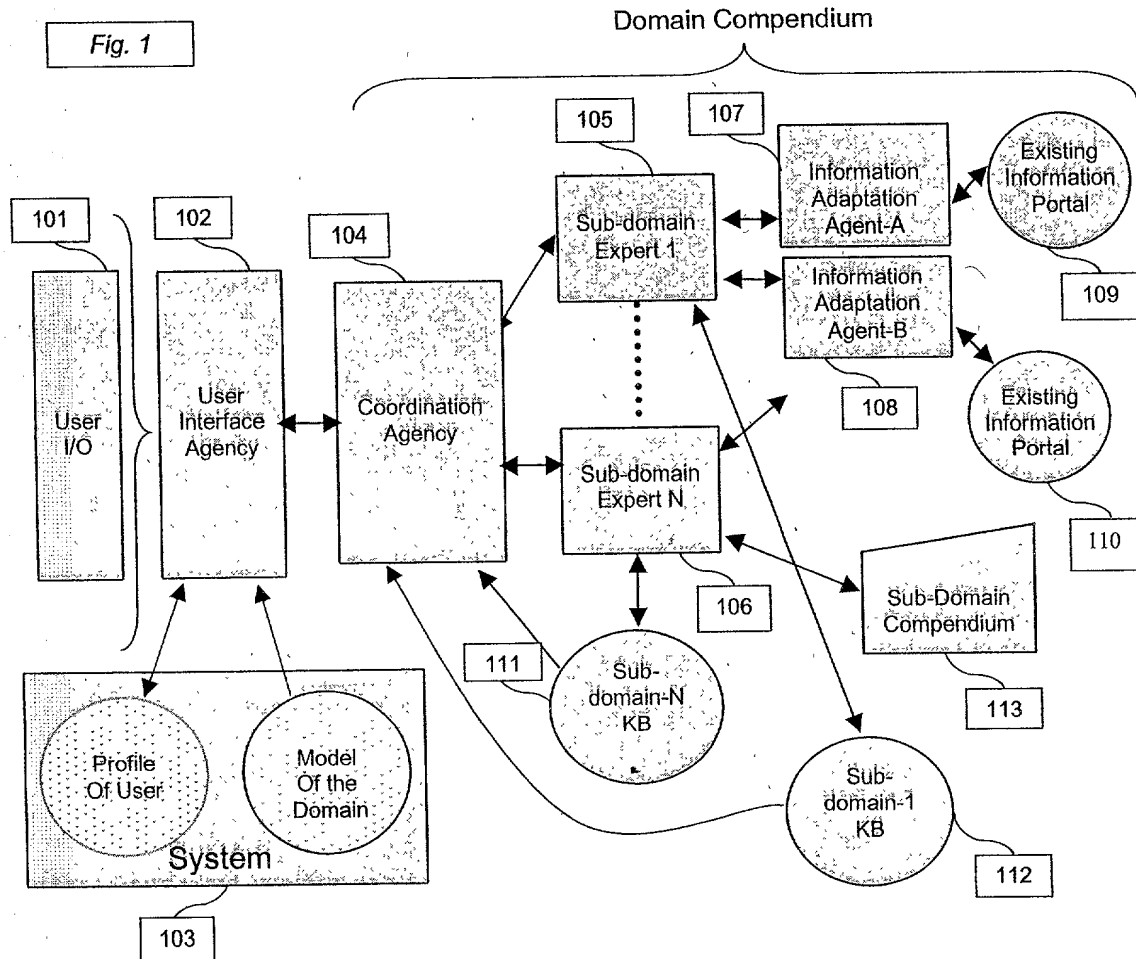 Fig. 1
Domain Compendium
101
102
104
105
107
109
User
I/O
User
Interface
Agency
Coordination
Agency
Sub-domain
Expert 1
Information
Adaptation
Agent-A
Existing
Information
Portal
Information
Adaptation
Agent-B
108
Existing
Information
Portal
110
Sub-domain
Expert N
106
Sub-Domain
Compendium
113
111
Sub-
domain-N
KB
Sub-
domain-1
KB
112
Profile
Of User
Model
Of the
Domain
System
103